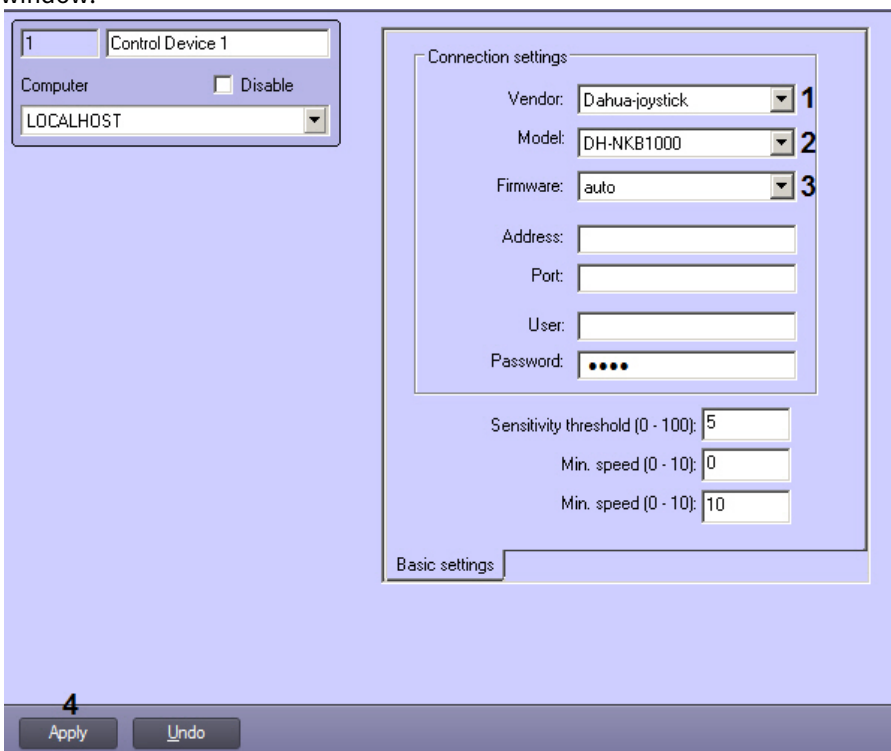 window.
1 Control Device 1
Computer Disable
LOCALHOST
Connection settings
Vendor: Dahua-joystick 1
Model: DH-NKB1000 2
Firmware: auto 3
Address:
Port:
User:
Password: ••••
Sensitivity threshold (0 - 100): 5
Min. speed (0 - 10): 0
Min. speed (0 - 10): 10
Basic settings
4
Apply Undo